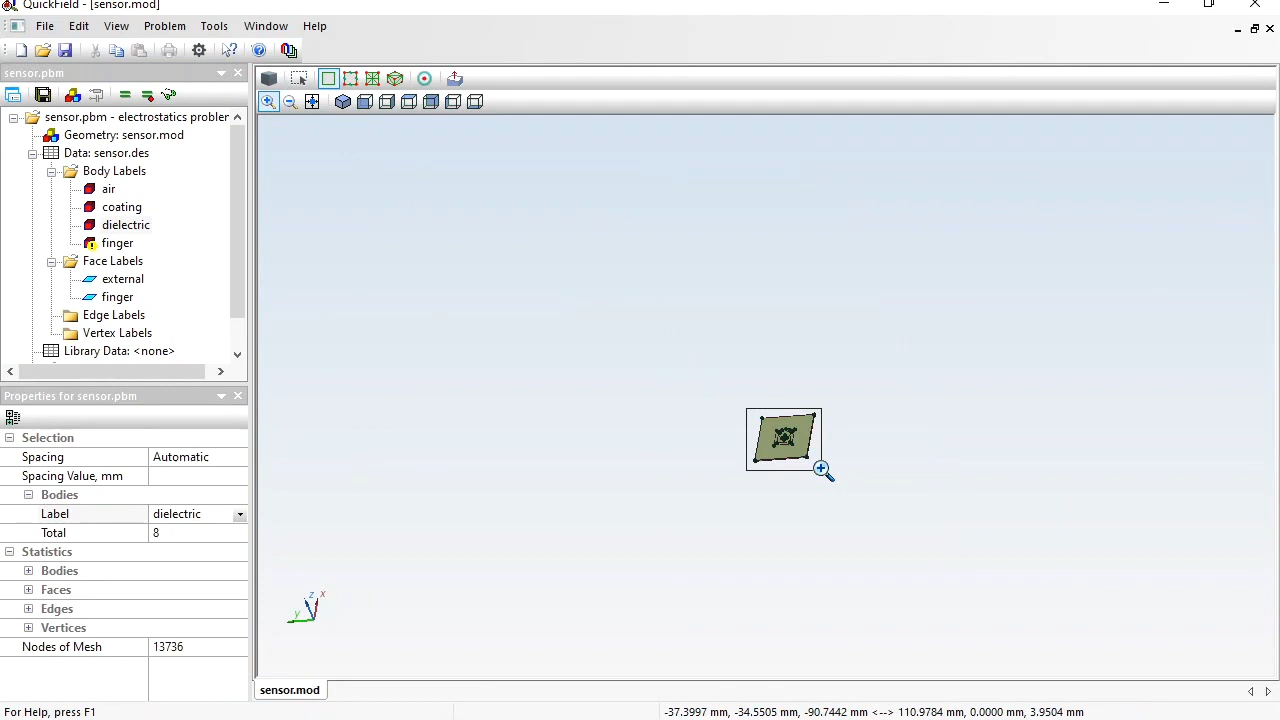 QuickField - [sensor.mod]
File Edit View Problem Tools Window Help
sensor.pbm
sensor.pbm - electrostatics probler
Geometry: sensor.mod
Data: sensor.des
Body Labels
air
coating
dielectric
finger
Face Labels
external
finger
Edge Labels
Vertex Labels
Library Data: <none>
Properties for sensor.pbm
Selection
Spacing Automatic
Spacing Value, mm
Bodies
Label dielectric
Total 8
Statistics
Bodies
Faces
Edges
Vertices
Nodes of Mesh 13736
z x
y
sensor.mod
For Help, press F1
-37.3997 mm, -34.5505 mm, -90.7442 mm <--> 110.9784 mm, 0.0000 mm, 3.9504 mm